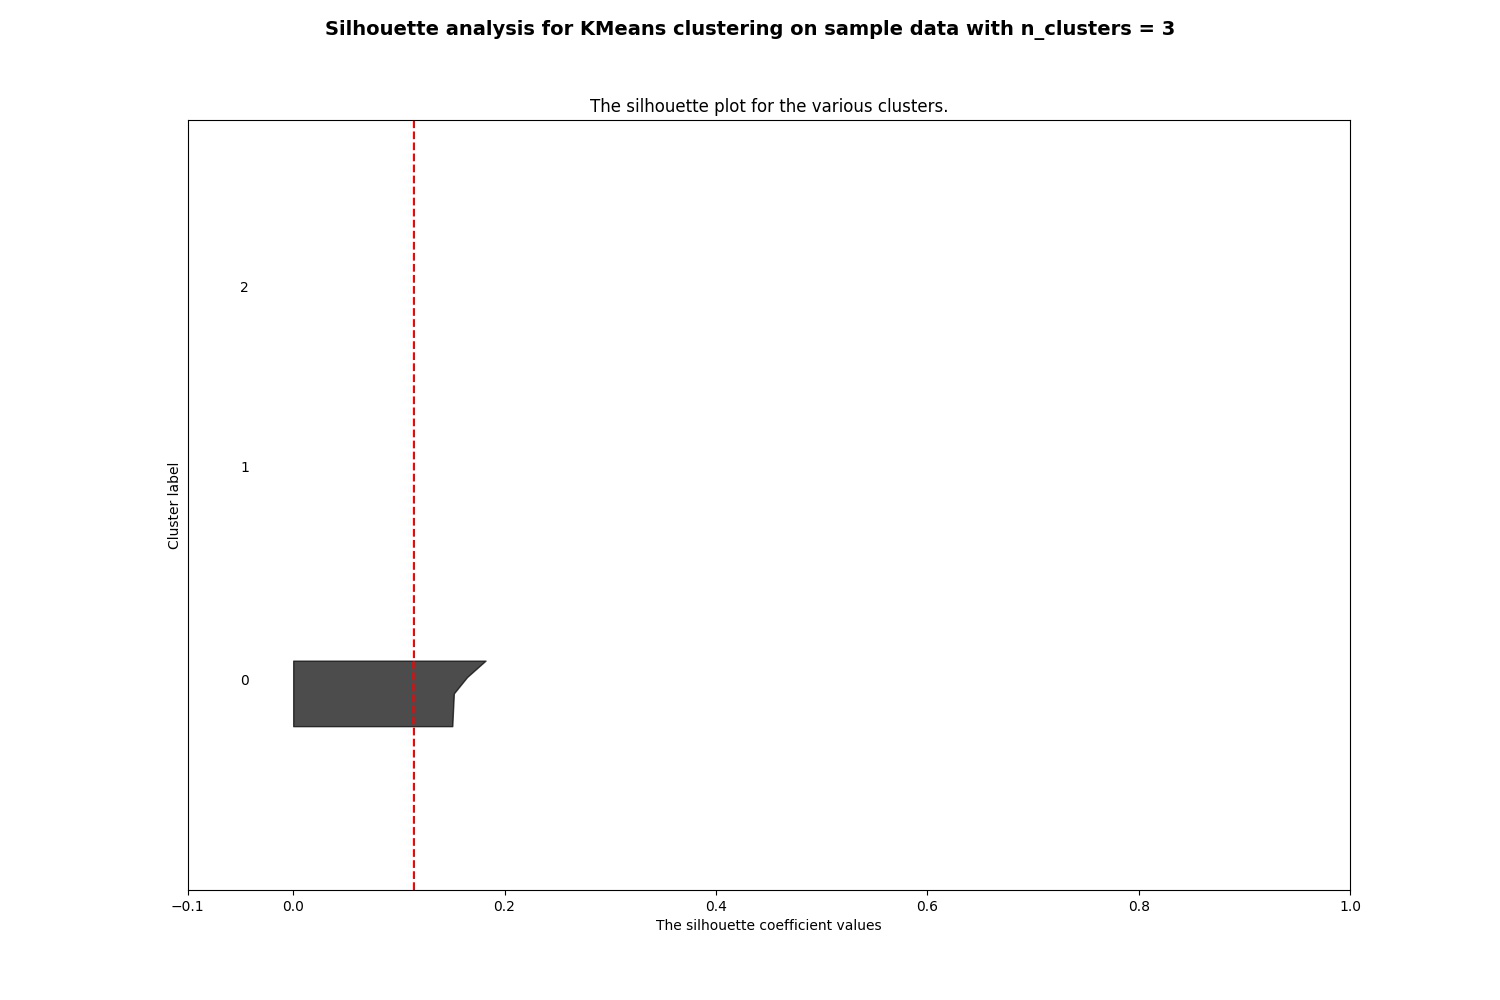 Silhouette analysis for KMeans clustering on sample data with n_clusters = 3
The silhouette plot for the various clusters.
2
1
0
Cluster label
−0.1 0.0 0.2 0.4 0.6 0.8 1.0
The silhouette coefficient values